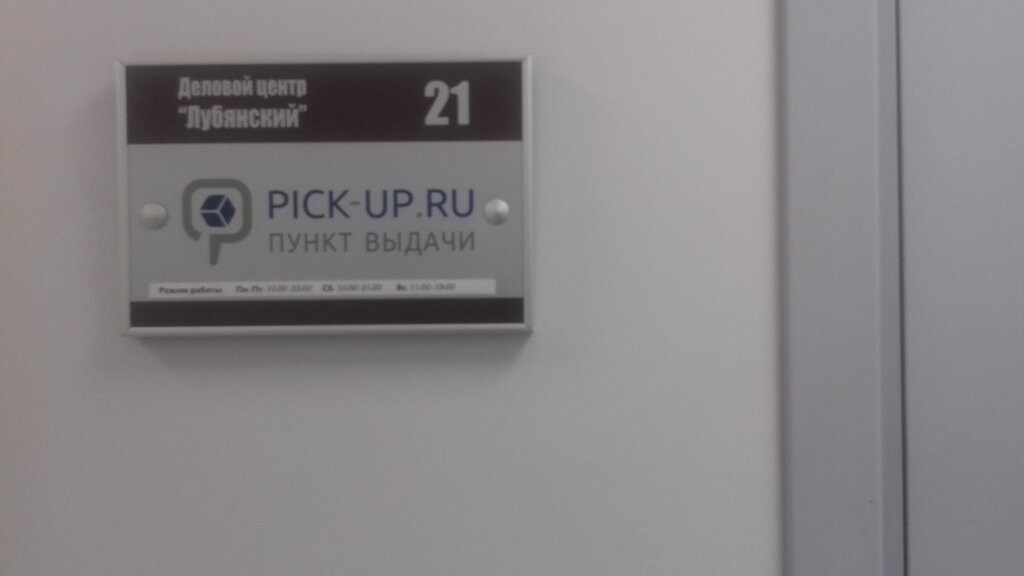 Деловой центр
"Лубянский"
21
PICK-UP.RU
ПУНКТ ВЫДАЧИ
Режим работы: Пн-Пт 10:00-22:00 Сб 10:00-21:00 Вс 11:00-19:00